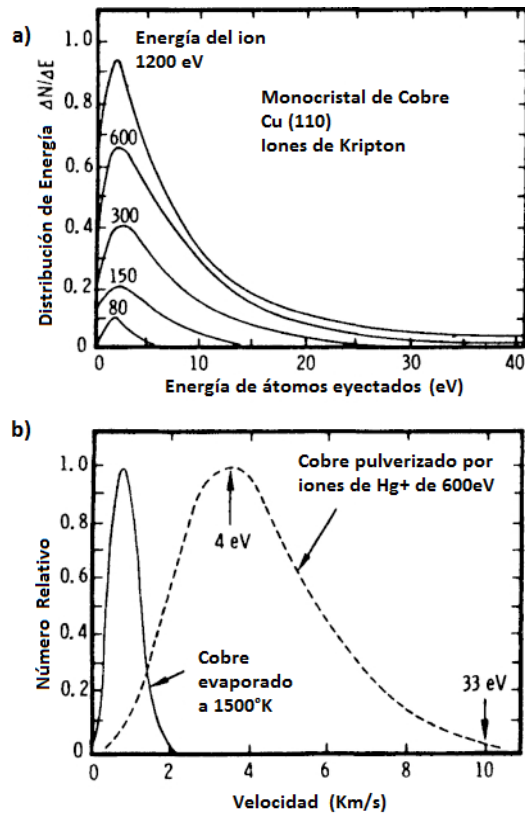 a)
Distribución de Energía ΔN/ΔE
1.0
0.8
0.6
0.4
0.2
0
Energía del ion
1200 eV
Monocristal de Cobre
Cu (110)
Iones de Kripton
600
300
150
80
0 10 20 30 40
Energía de átomos eyectados (eV)
b)
Número Relativo
1.0
0.8
0.6
0.4
0.2
0
Cobre pulverizado por
iones de Hg+ de 600eV
4 eV
Cobre
evaporado
a 1500°K
33 eV
0 2 4 6 8 10
Velocidad (Km/s)